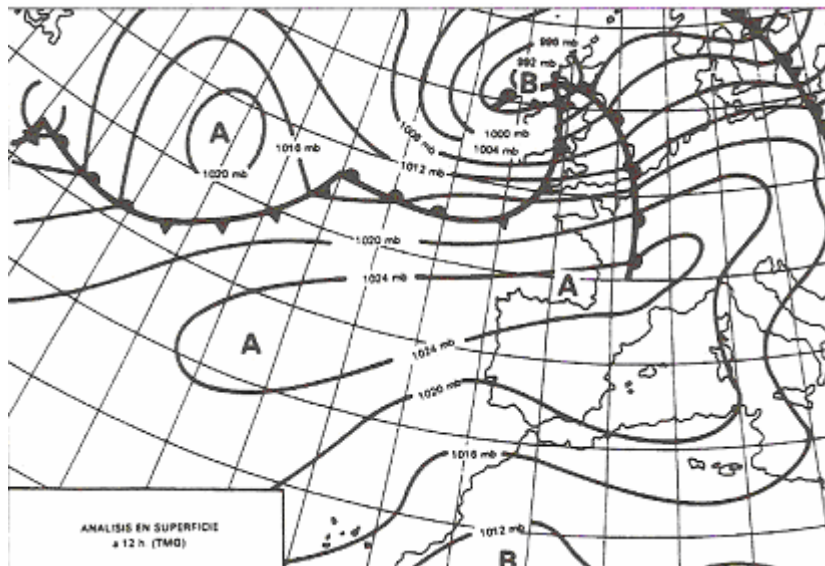 996 mb
992 mb
B
A
1016 mb
1020 mb
1008 mb
1000 mb
1004 mb
1012 mb
1020 mb
1024 mb
A
A
1024 mb
1020 mb
1016 mb
1012 mb
B
ANALISIS EN SUPERFICIE
a 12 h. (TMG)